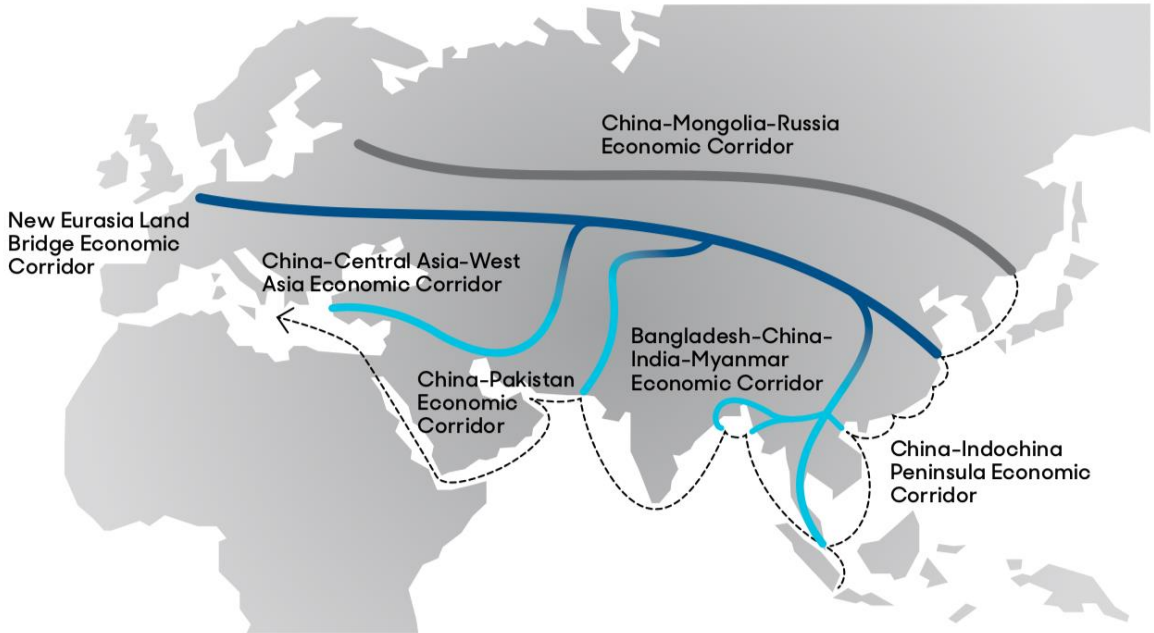 China-Mongolia-Russia
Economic Corridor
New Eurasia Land
Bridge Economic
Corridor
China-Central Asia-West
Asia Economic Corridor
Bangladesh-China-
India-Myanmar
Economic Corridor
China-Pakistan
Economic
Corridor
China-Indochina
Peninsula Economic
Corridor